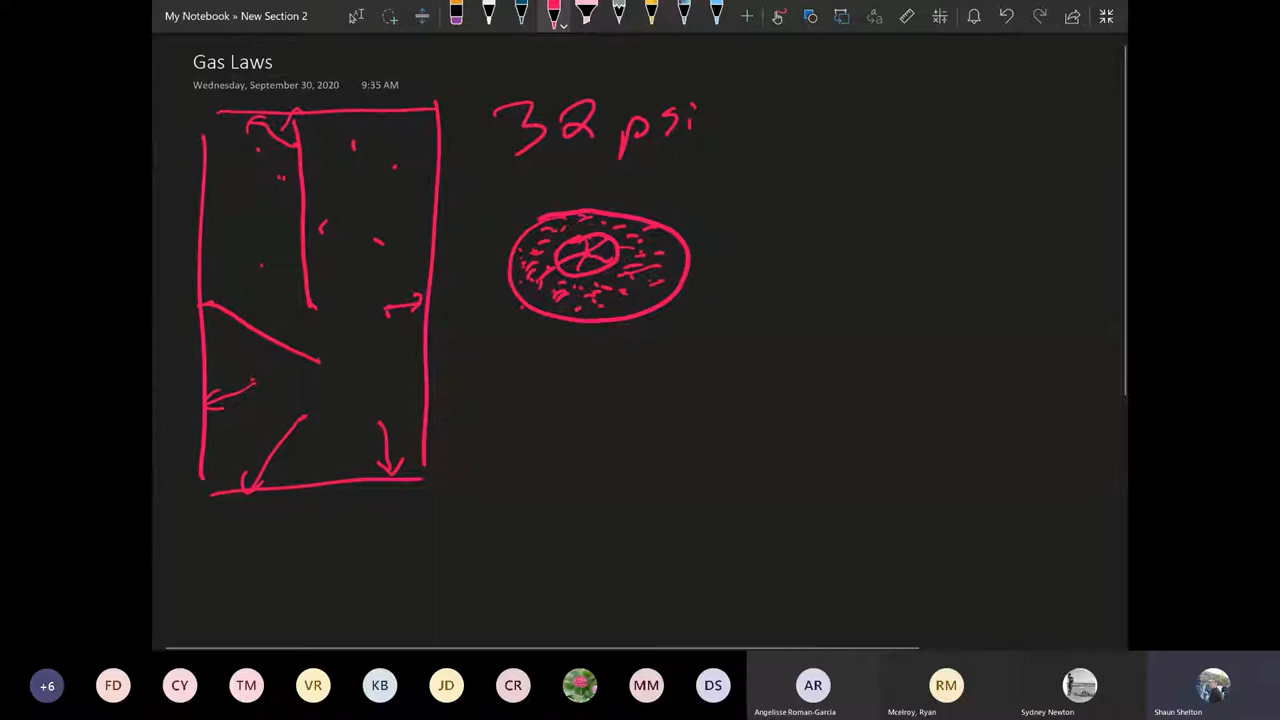 My Notebook » New Section 2
Gas Laws
Wednesday, September 30, 2020 9:35 AM
32 psi
+6
FD
CY
TM
VR
KB
JD
CR
MM
DS
AR
RM
Angelisse Roman-Garcia
Mcelroy, Ryan
Sydney Newton
Shaun Shelton